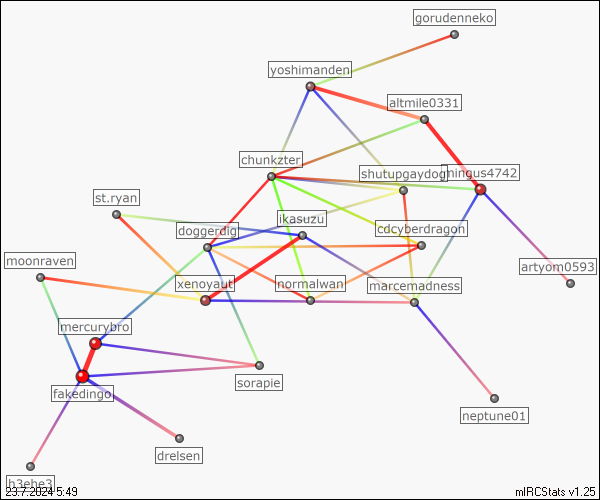 gorudenneko
yoshimanden
altmile0331
chunkzter
shutupgaydog
mingus4742
st.ryan
ikasuzu
doggerdig
cdcyberdragon
moonraven
artyom0593
xenoyaut
normalwan
marcemadness
mercurybro
sorapie
fakedingo
neptune01
drelsen
h3ehe3
23.7.2024 5:49
mIRCStats v1.25